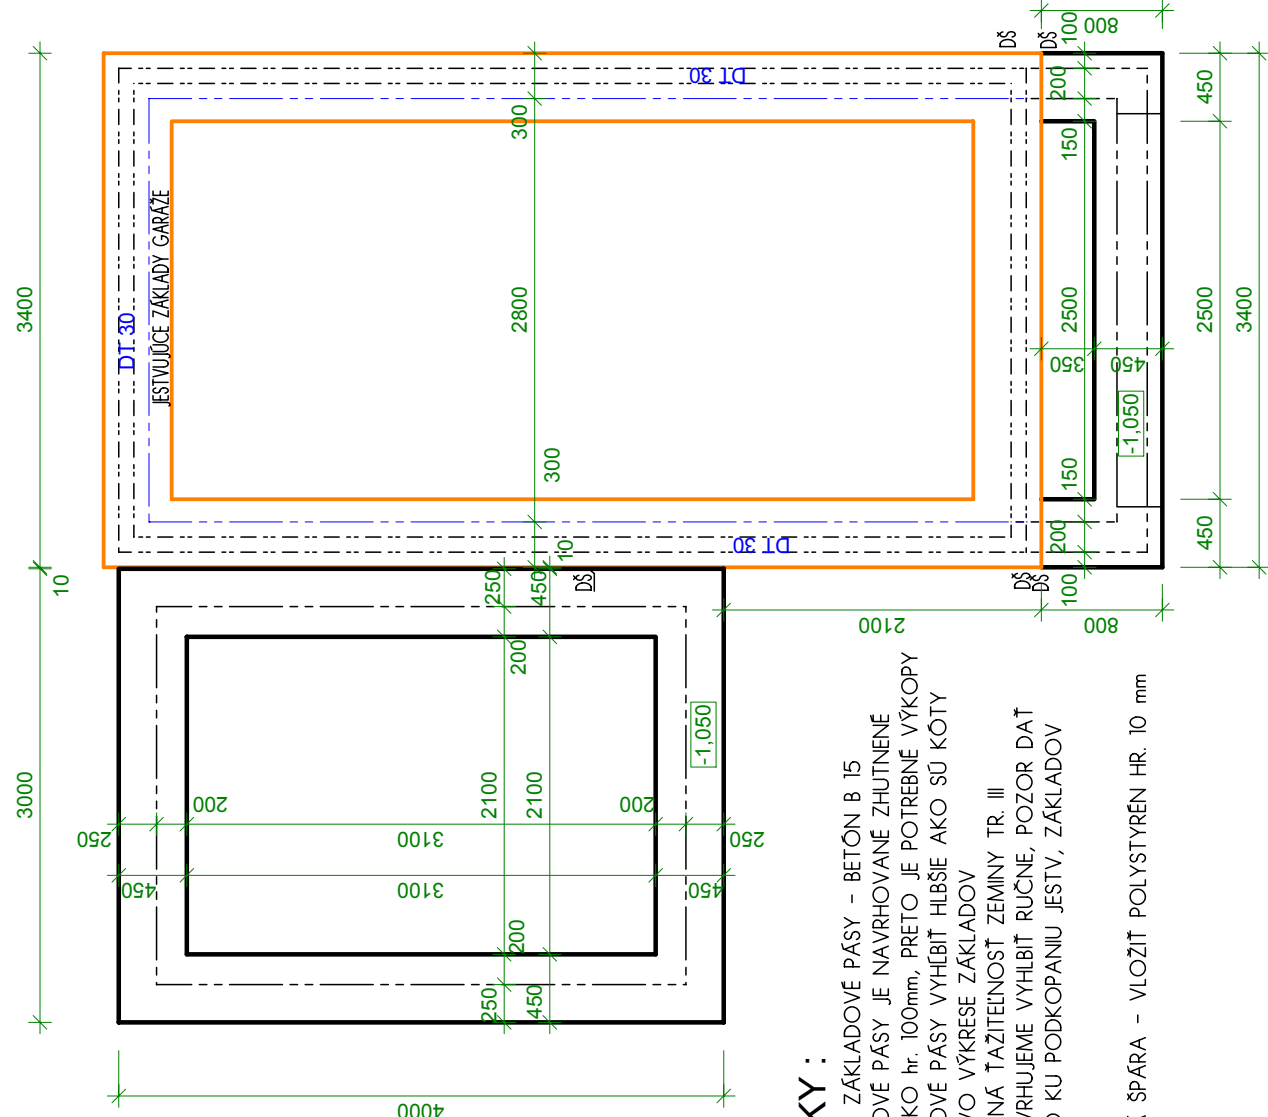 3400
10
3000
4000
DT 30
JESTVUJÚCE ZÁKLADY GARÁŽE
DT 30
DT 30
300
2800
300
10
DŠ
DŠ
DŠ
DŠ
DŠ
100
200
150
2500
150
200
100
350
450
-1,050
800
450
2500
450
3400
2100
800
250
450
200
2100
2100
200
250
450
250
200
3100
200
250
450
3100
450
-1,050
KY :
ZÁKLADOVÉ PÁSY - BETÓN B 15
OVÉ PÁSY JE NAVRHOVANÉ ZHUTNENÉ
KO hr. 100mm, PRETO JE POTREBNÉ VÝKOPY
OVÉ PÁSY VYHĹBIŤ HLBŠIE AKO SÚ KÓTY
VO VÝKRESE ZÁKLADOV
NÁ ŤAŽITEĽNOSŤ ZEMINY TR. III
VRHUJEME VYHLBIŤ RUČNE, POZOR DAŤ
KU PODKOPANIU JESTV, ZÁKLADOV
ŠPÁRA - VLOŽIŤ POLYSTYRÉN HR. 10 mm